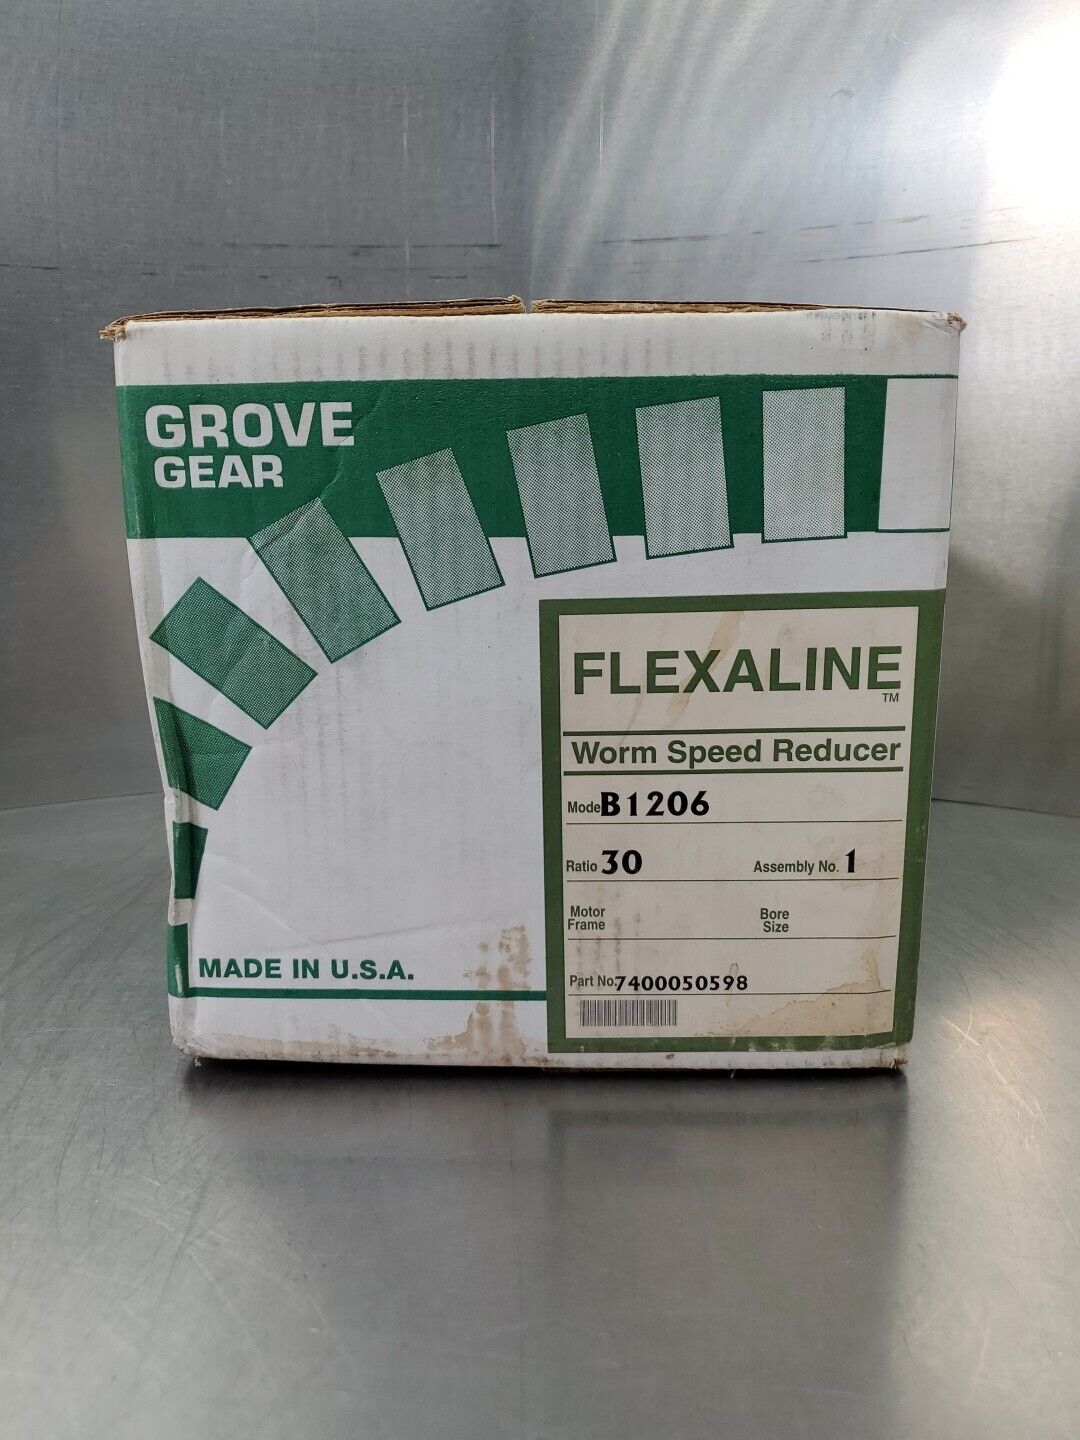 GROVE
GEAR
FLEXALINE
TM
Worm Speed Reducer
Model B1206
Ratio 30 Assembly No. 1
Motor Frame Bore Size
Part No. 7400050598
MADE IN U.S.A.